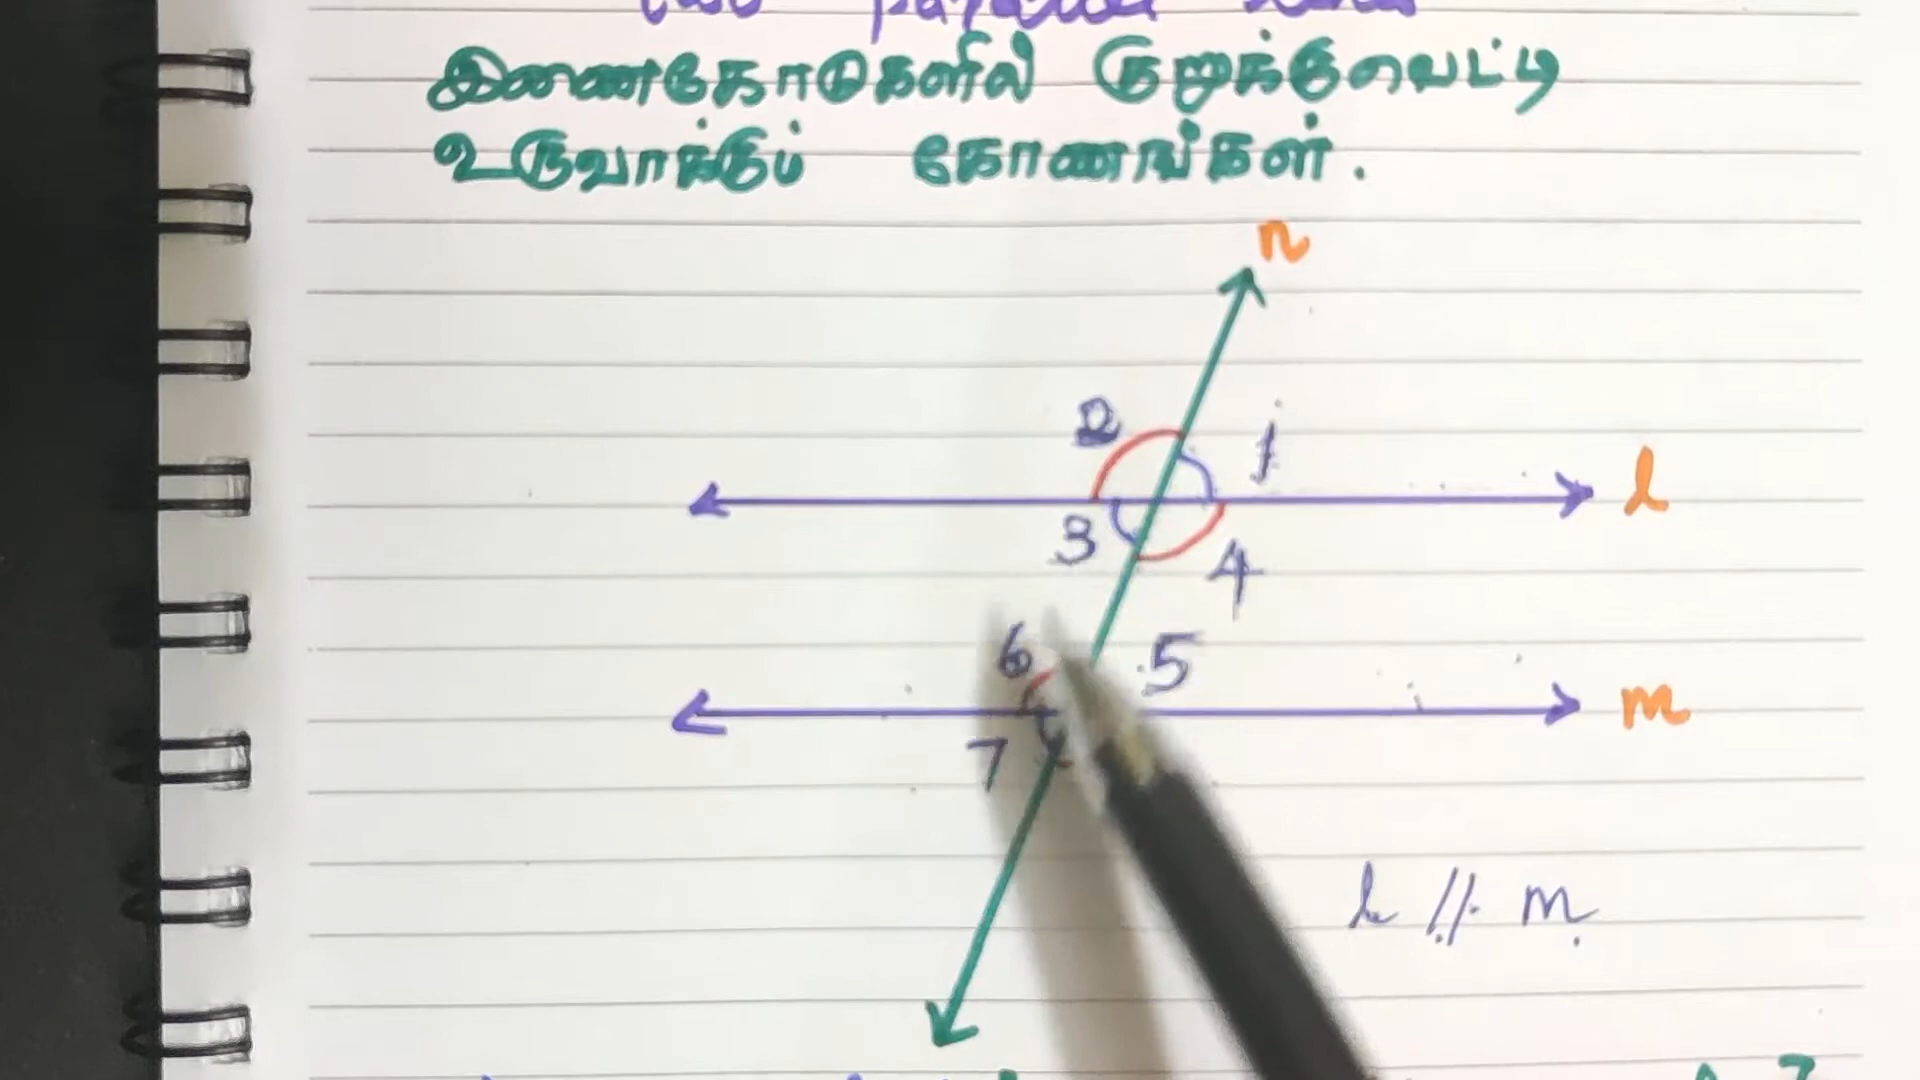 இணைகோடுகளில் குறுக்குவெட்டி
உருவாக்கும் கோணங்கள்.
n
2 1
l
3 4
6 5
m
7
l // m